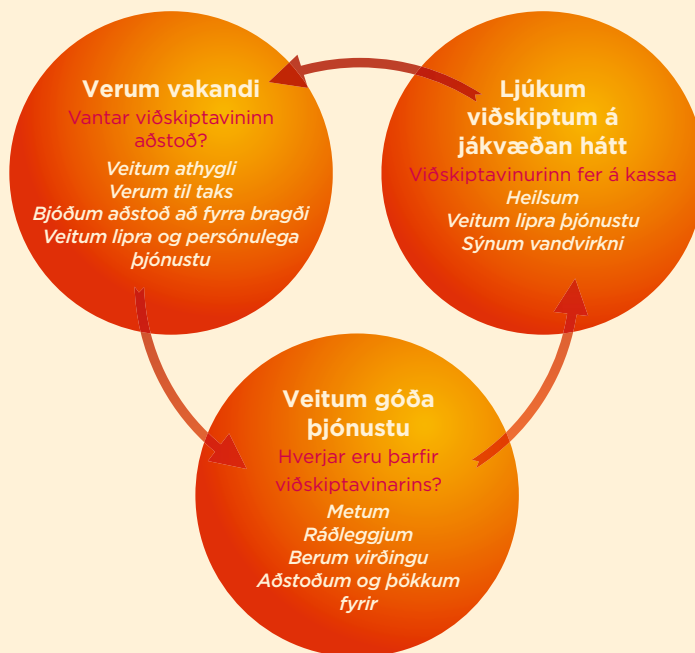 Verum vakandi
Vantar viðskiptavininn
aðstoð?
Veitum athygli
Verum til taks
Bjóðum aðstoð að fyrra bragði
Veitum lipra og persónulega
þjónustu
Ljúkum
viðskiptum á
jákvæðan hátt
Viðskiptavinurinn fer á kassa
Heilsum
Veitum lipra þjónustu
Sýnum vandvirkni
Veitum góða
þjónustu
Hverjar eru þarfir
viðskiptavinarins?
Metum
Ráðleggjum
Berum virðingu
Aðstoðum og þökkum
fyrir